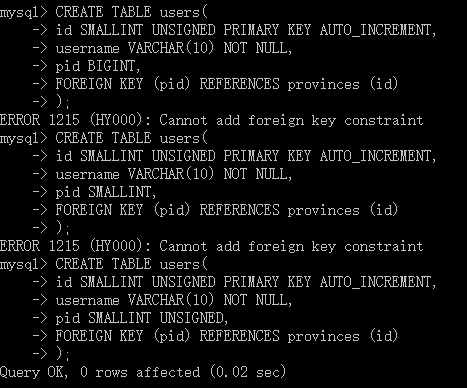 mysql> CREATE TABLE users(
    -> id SMALLINT UNSIGNED PRIMARY KEY AUTO_INCREMENT,
    -> username VARCHAR(10) NOT NULL,
    -> pid BIGINT,
    -> FOREIGN KEY (pid) REFERENCES provinces (id)
    -> );
ERROR 1215 (HY000): Cannot add foreign key constraint
mysql> CREATE TABLE users(
    -> id SMALLINT UNSIGNED PRIMARY KEY AUTO_INCREMENT,
    -> username VARCHAR(10) NOT NULL,
    -> pid SMALLINT,
    -> FOREIGN KEY (pid) REFERENCES provinces (id)
    -> );
ERROR 1215 (HY000): Cannot add foreign key constraint
mysql> CREATE TABLE users(
    -> id SMALLINT UNSIGNED PRIMARY KEY AUTO_INCREMENT,
    -> username VARCHAR(10) NOT NULL,
    -> pid SMALLINT UNSIGNED,
    -> FOREIGN KEY (pid) REFERENCES provinces (id)
    -> );
Query OK, 0 rows affected (0.02 sec)